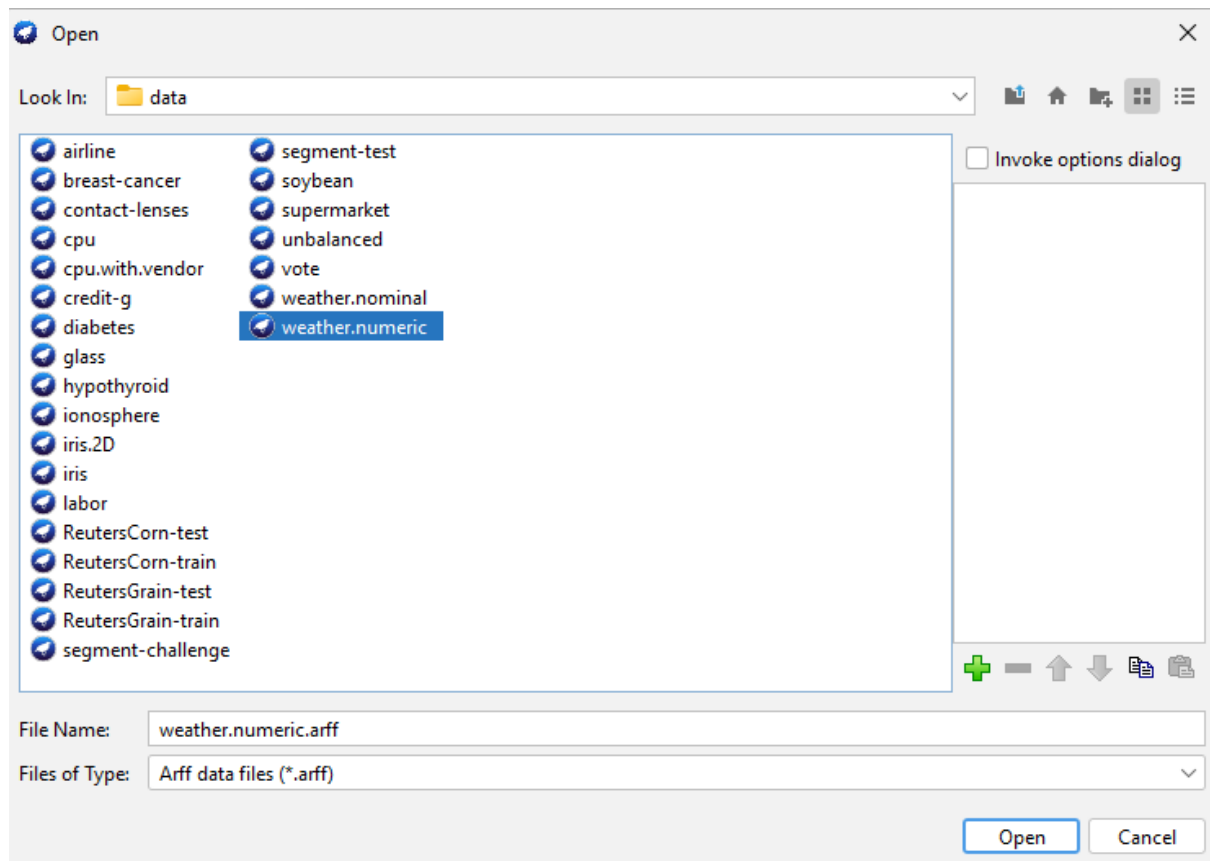 Open
Look In: data
airline
breast-cancer
contact-lenses
cpu
cpu.with.vendor
credit-g
diabetes
glass
hypothyroid
ionosphere
iris.2D
iris
labor
ReutersCorn-test
ReutersCorn-train
ReutersGrain-test
ReutersGrain-train
segment-challenge
segment-test
soybean
supermarket
unbalanced
vote
weather.nominal
weather.numeric
Invoke options dialog
File Name: weather.numeric.arff
Files of Type: Arff data files (*.arff)
Open Cancel